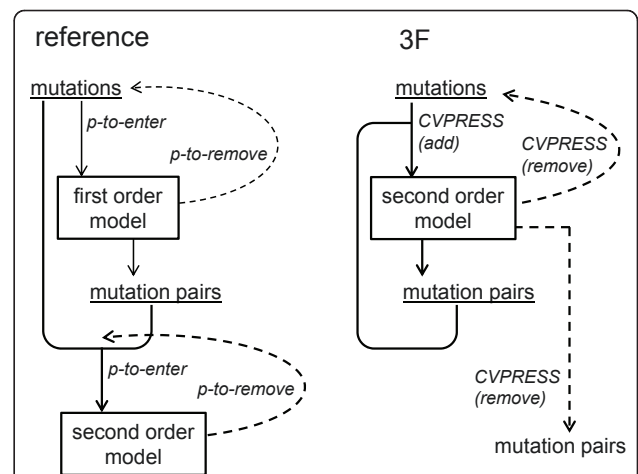 reference
mutations
p-to-enter
p-to-remove
first order
model
mutation pairs
p-to-enter
p-to-remove
second order
model
3F
mutations
CVPRESS
(add)
CVPRESS
(remove)
second order
model
mutation pairs
CVPRESS
(remove)
mutation pairs